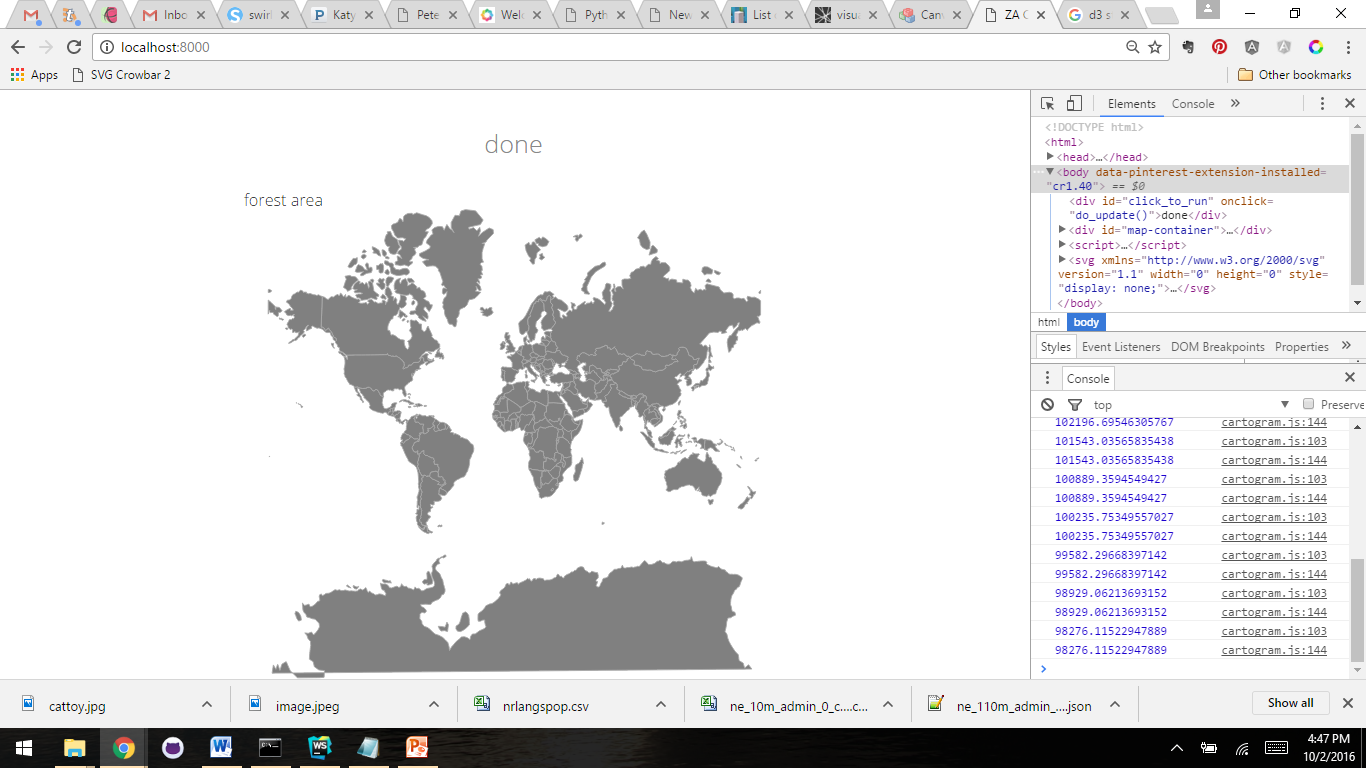 Inbo
swirl
Katy
Pete
Welc
Pyth
New
List
visua
Canv
ZA C
d3 s
localhost:8000
Apps
SVG Crowbar 2
Other bookmarks
done
forest area
Elements
Console
<!DOCTYPE html>
<html>
<head>…</head>
<body data-pinterest-extension-installed=
"cr1.40"> == $0
<div id="click_to_run" onclick=
"do_update()">done</div>
<div id="map-container">…</div>
<script>…</script>
<svg xmlns="http://www.w3.org/2000/svg"
version="1.1" width="0" height="0" style=
"display: none;">…</svg>
</body>
html body
Styles Event Listeners DOM Breakpoints Properties
Console
top Preserve
102196.69546305767 cartogram.js:144
101543.03565835438 cartogram.js:103
101543.03565835438 cartogram.js:144
100889.3594549427 cartogram.js:103
100889.3594549427 cartogram.js:144
100235.75349557027 cartogram.js:103
100235.75349557027 cartogram.js:144
99582.29668397142 cartogram.js:103
99582.29668397142 cartogram.js:144
98929.06213693152 cartogram.js:103
98929.06213693152 cartogram.js:144
98276.11522947889 cartogram.js:103
98276.11522947889 cartogram.js:144
cattoy.jpg
image.jpeg
nrlangspop.csv
ne_10m_admin_0_c....c...
ne_110m_admin_....json
Show all
4:47 PM
10/2/2016